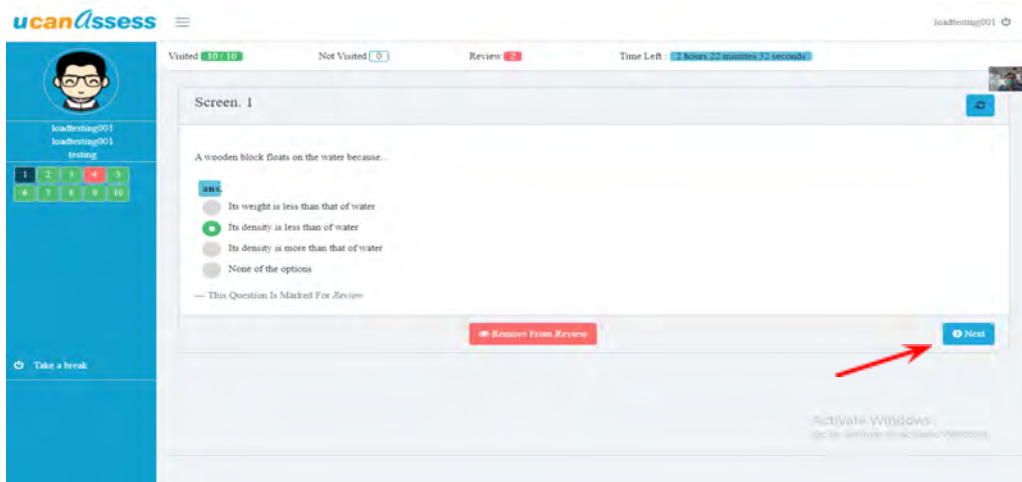 ucanAssess
loadtesting001
Visited 10 / 10 Not Visited 0 Review 2 Time Left : 2 hours 22 minutes 32 seconds
loadtesting001
loadtesting001
testing
1 2 3 4 5
6 7 8 9 10
Take a break
Screen. 1
A wooden block floats on the water because...
ans.
Its weight is less than that of water
Its density is less than of water
Its density is more than that of water
None of the options
— This Question Is Marked For Review
Remove From Review
Next
Activate Windows